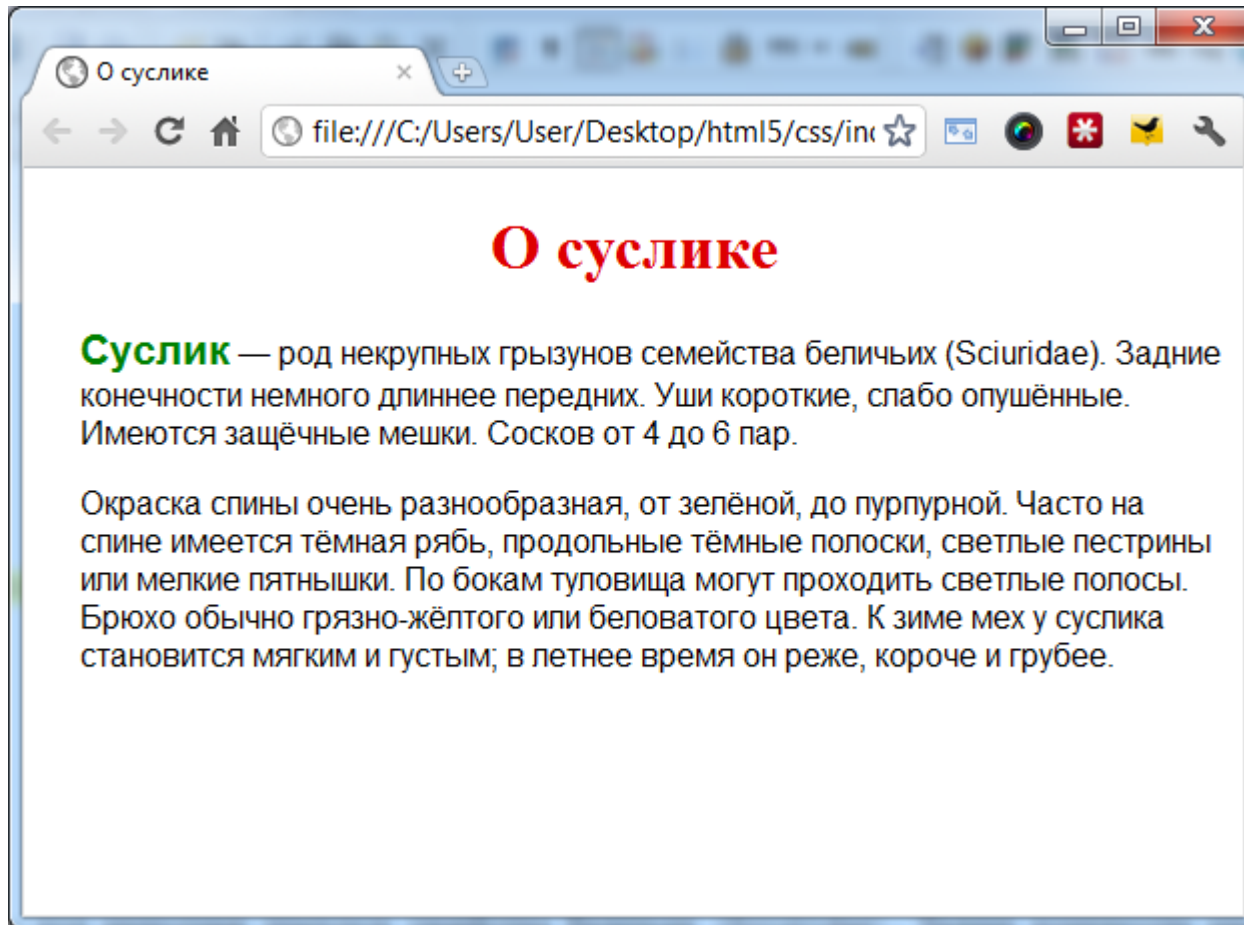 О суслике
file:///C:/Users/User/Desktop/html5/css/in
О суслике
Суслик — род некрупных грызунов семейства беличьих (Sciuridae). Задние
конечности немного длиннее передних. Уши короткие, слабо опушённые.
Имеются защёчные мешки. Сосков от 4 до 6 пар.
Окраска спины очень разнообразная, от зелёной, до пурпурной. Часто на
спине имеется тёмная рябь, продольные тёмные полоски, светлые пестрины
или мелкие пятнышки. По бокам туловища могут проходить светлые полосы.
Брюхо обычно грязно-жёлтого или беловатого цвета. К зиме мех у суслика
становится мягким и густым; в летнее время он реже, короче и грубее.